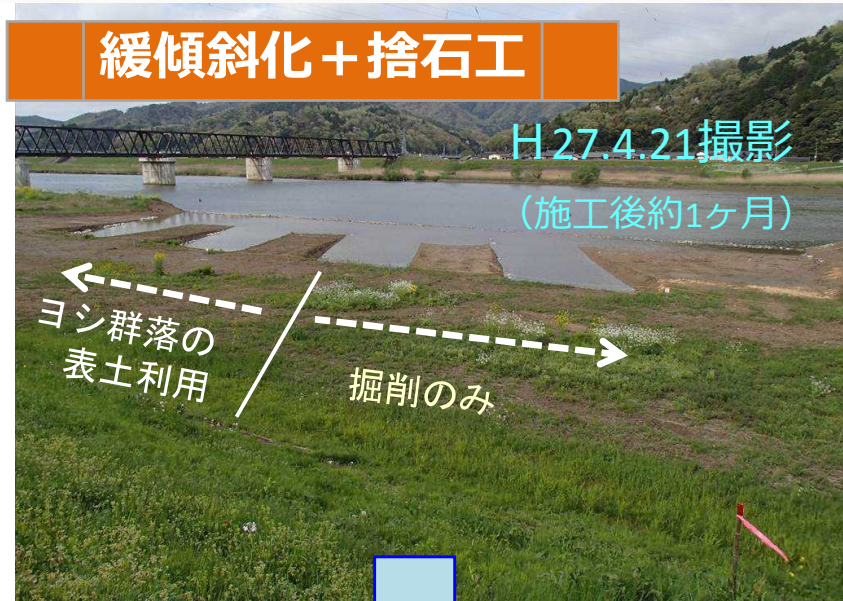 緩傾斜化＋捨石工
H27.4.21撮影
（施工後約1ヶ月）
ヨシ群落の
表土利用
掘削のみ